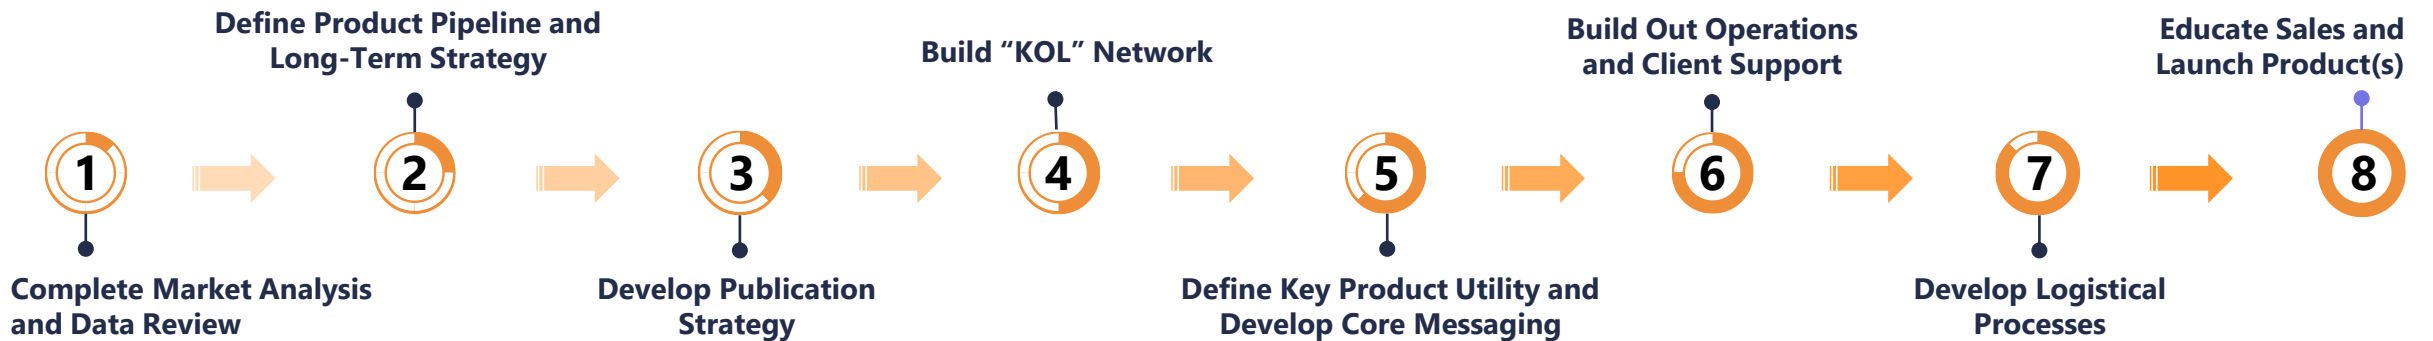 1
Complete Market Analysis
and Data Review
Define Product Pipeline and
Long-Term Strategy
2
3
Develop Publication
Strategy
Build “KOL” Network
4
5
Define Key Product Utility and
Develop Core Messaging
Build Out Operations
and Client Support
6
7
Develop Logistical
Processes
Educate Sales and
Launch Product(s)
8